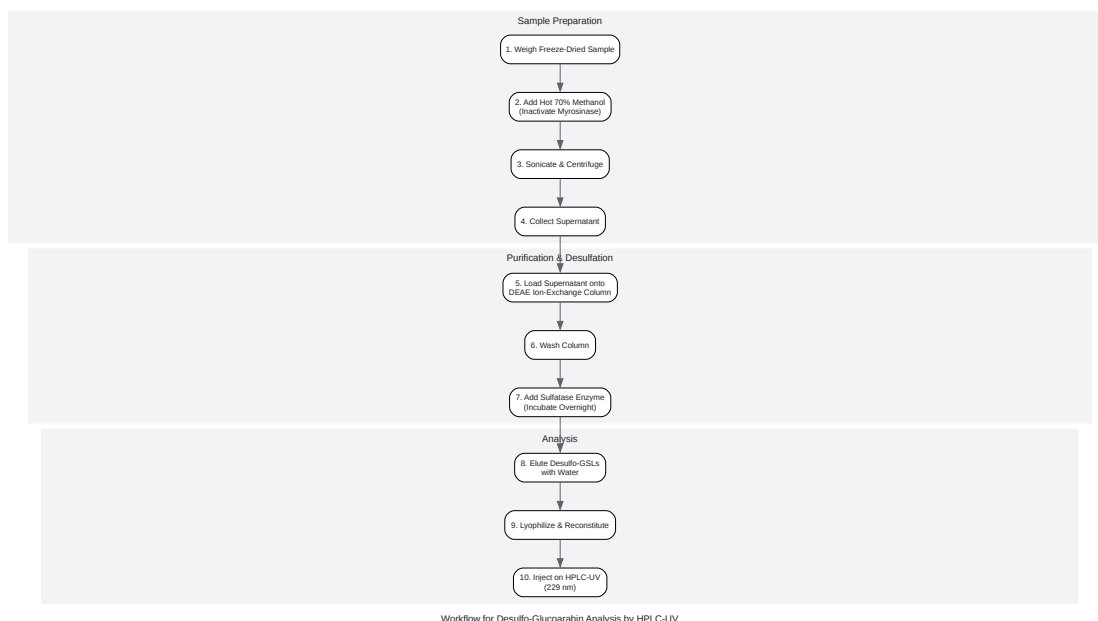 Sample Preparation
1. Weigh Freeze-Dried Sample
2. Add Hot 70% Methanol
(Inactivate Myrosinase)
3. Sonicate & Centrifuge
4. Collect Supernatant
Purification & Desulfation
5. Load Supernatant onto
DEAE Ion-Exchange Column
6. Wash Column
7. Add Sulfatase Enzyme
(Incubate Overnight)
Analysis
8. Elute Desulfo-GSLs
with Water
9. Lyophilize & Reconstitute
10. Inject on HPLC-UV
(229 nm)
Workflow for Desulfo-Glucoarabin Analysis by HPLC-UV